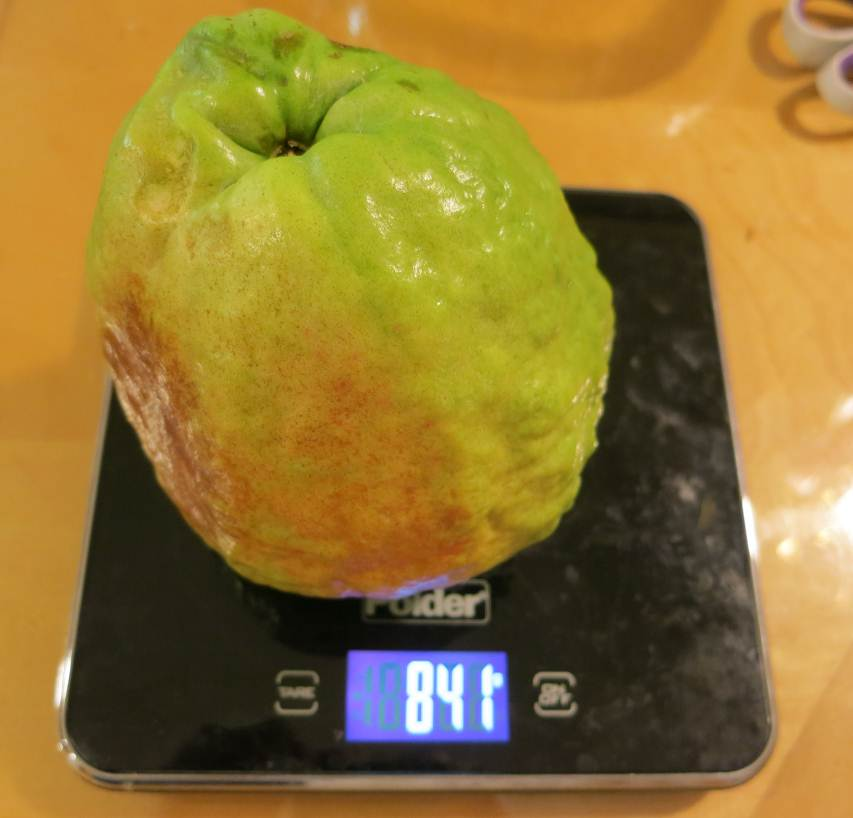 Polder
TARE
841
ON
OFF